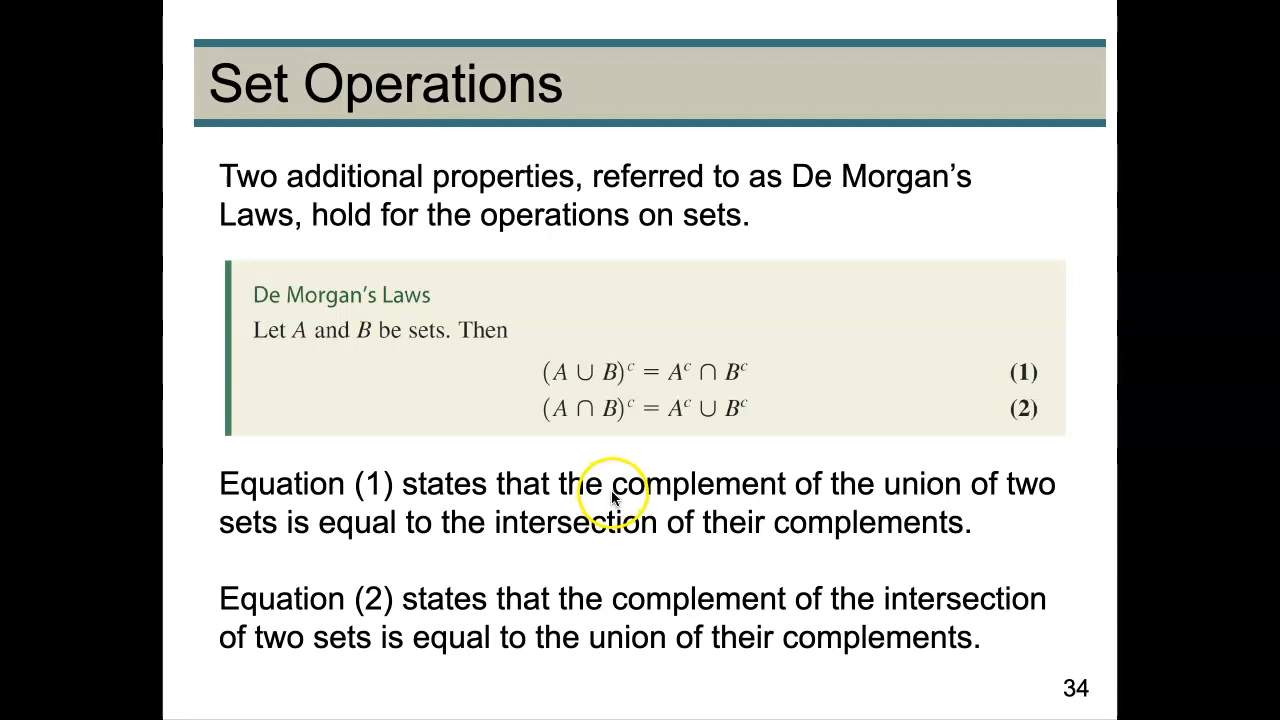 Set Operations
Two additional properties, referred to as De Morgan’s
Laws, hold for the operations on sets.
De Morgan’s Laws
Let A and B be sets. Then
(A ∪ B)ᶜ = Aᶜ ∩ Bᶜ (1)
(A ∩ B)ᶜ = Aᶜ ∪ Bᶜ (2)
Equation (1) states that the complement of the union of two
sets is equal to the intersection of their complements.
Equation (2) states that the complement of the intersection
of two sets is equal to the union of their complements.
34